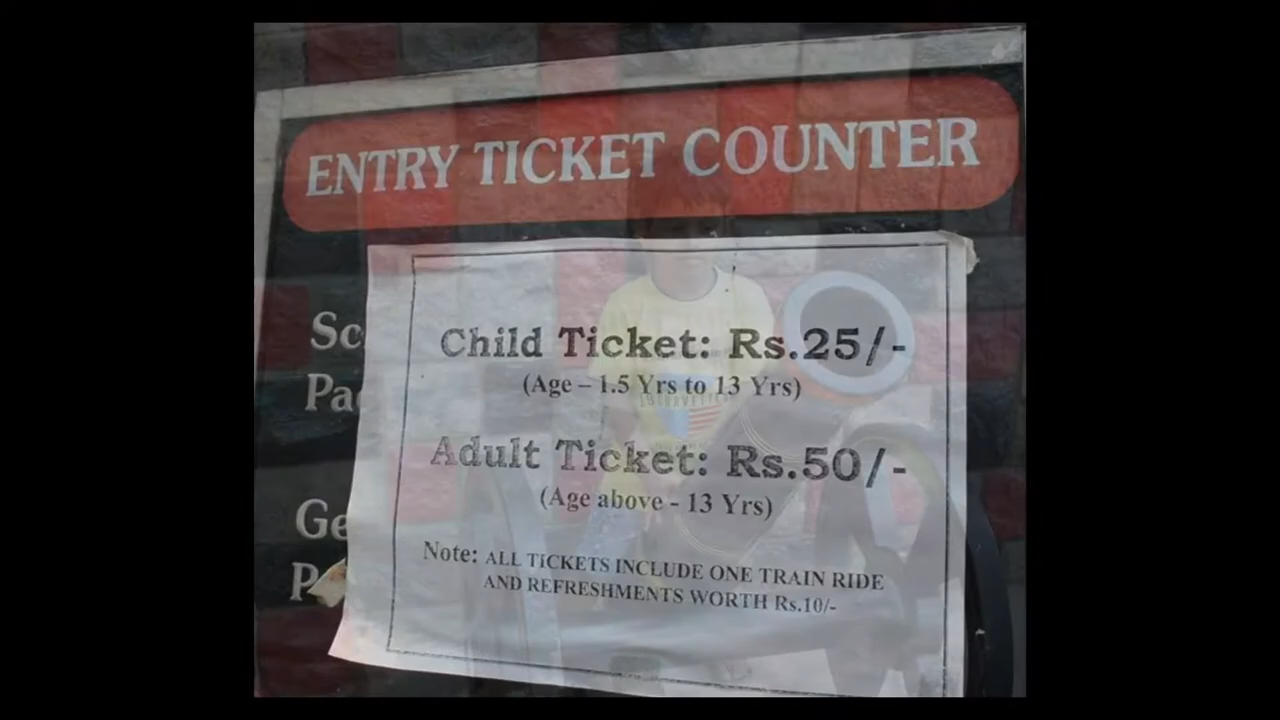 ENTRY TICKET COUNTER
Child Ticket: Rs.25/-
(Age – 1.5 Yrs to 13 Yrs)
Adult Ticket: Rs.50/-
(Age above - 13 Yrs)
Note: ALL TICKETS INCLUDE ONE TRAIN RIDE
AND REFRESHMENTS WORTH Rs.10/-